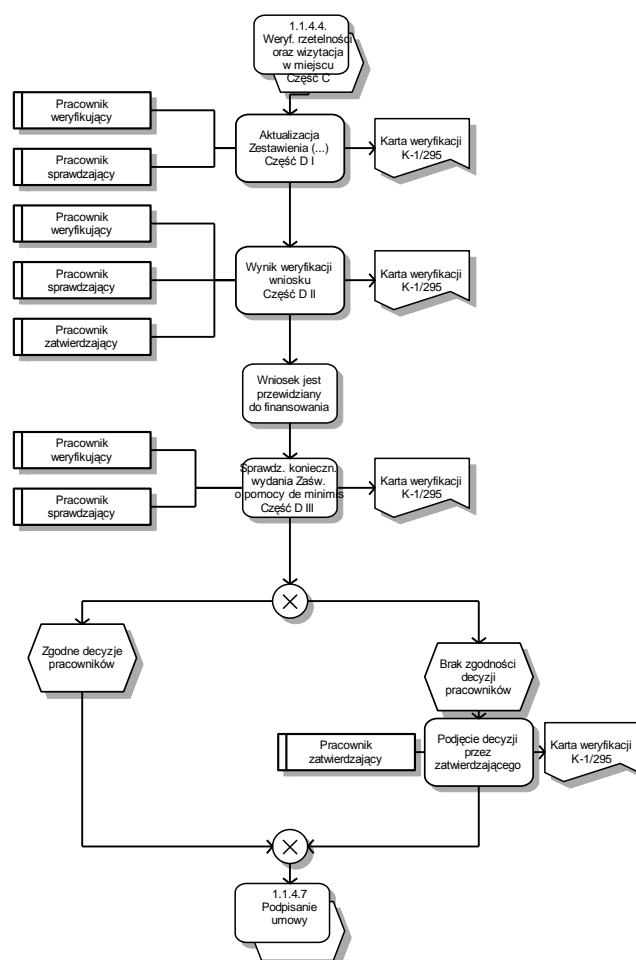 1.1.4.4.
Weryf. rzetelności
oraz wizytacja
w miejscu
Część C
Pracownik
weryfikujący
Pracownik
sprawdzający
Aktualizacja
Zestawienia (...)
Część D I
Karta weryfikacji
K-1/295
Pracownik
weryfikujący
Pracownik
sprawdzający
Pracownik
zatwierdzający
Wynik weryfikacji
wniosku
Część D II
Karta weryfikacji
K-1/295
Wniosek jest
przewidziany
do finansowania
Pracownik
weryfikujący
Pracownik
sprawdzający
Sprawdz. konieczn.
wydania Zaśw.
o pomocy de minimis
Część D III
Karta weryfikacji
K-1/295
Zgodne decyzje
pracowników
Brak zgodności
decyzji
pracowników
Pracownik
zatwierdzający
Podjęcie decyzji
przez
zatwierdzającego
Karta weryfikacji
K-1/295
1.1.4.7
Podpisanie
umowy